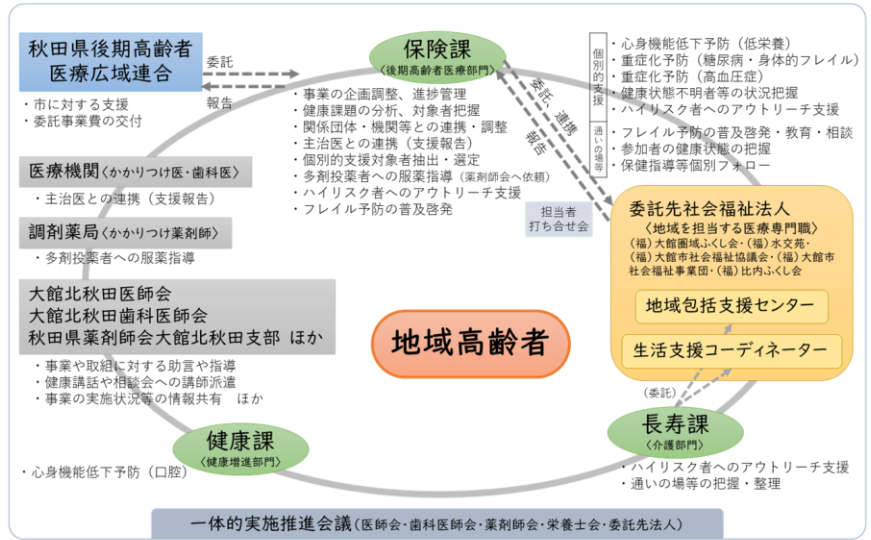 秋田県後期高齢者
医療広域連合
委託
報告
・市に対する支援
・委託事業費の交付
保険課
〈後期高齢者医療部門〉
・事業の企画調整、進捗管理
・健康課題の分析、対象者把握
・関係団体・機関等との連携・調整
・主治医との連携（支援報告）
・個別的支援対象者抽出・選定
・多剤投薬者への服薬指導（薬剤師会へ依頼）
・ハイリスク者へのアウトリーチ支援
・フレイル予防の普及啓発
委託、連携
報告
担当者
打ち合せ会
個別的支援
・心身機能低下予防（低栄養）
・重症化予防（糖尿病・身体的フレイル）
・重症化予防（高血圧症）
・健康状態不明者等の状況把握
・ハイリスク者へのアウトリーチ支援
通いの場等
・フレイル予防の普及啓発・教育・相談
・参加者の健康状態の把握
・保健指導等個別フォロー
医療機関〈かかりつけ医・歯科医〉
・主治医との連携（支援報告）
調剤薬局〈かかりつけ薬剤師〉
・多剤投薬者への服薬指導
大館北秋田医師会
大館北秋田歯科医師会
秋田県薬剤師会大館北秋田支部 ほか
・事業や取組に対する助言や指導
・健康講話や相談会への講師派遣
・事業の実施状況等の情報共有　ほか
地域高齢者
委託先社会福祉法人
〈地域を担当する医療専門職〉
(福)大館圏域ふくし会・(福)水交苑・
(福)大館市社会福祉協議会・(福)大館市
社会福祉事業団・(福)比内ふくし会
地域包括支援センター
生活支援コーディネーター
（委託）
長寿課
〈介護部門〉
・ハイリスク者へのアウトリーチ支援
・通いの場等の把握・整理
健康課
〈健康増進部門〉
・心身機能低下予防（口腔）
一体的実施推進会議（医師会・歯科医師会・薬剤師会・栄養士会・委託先法人）